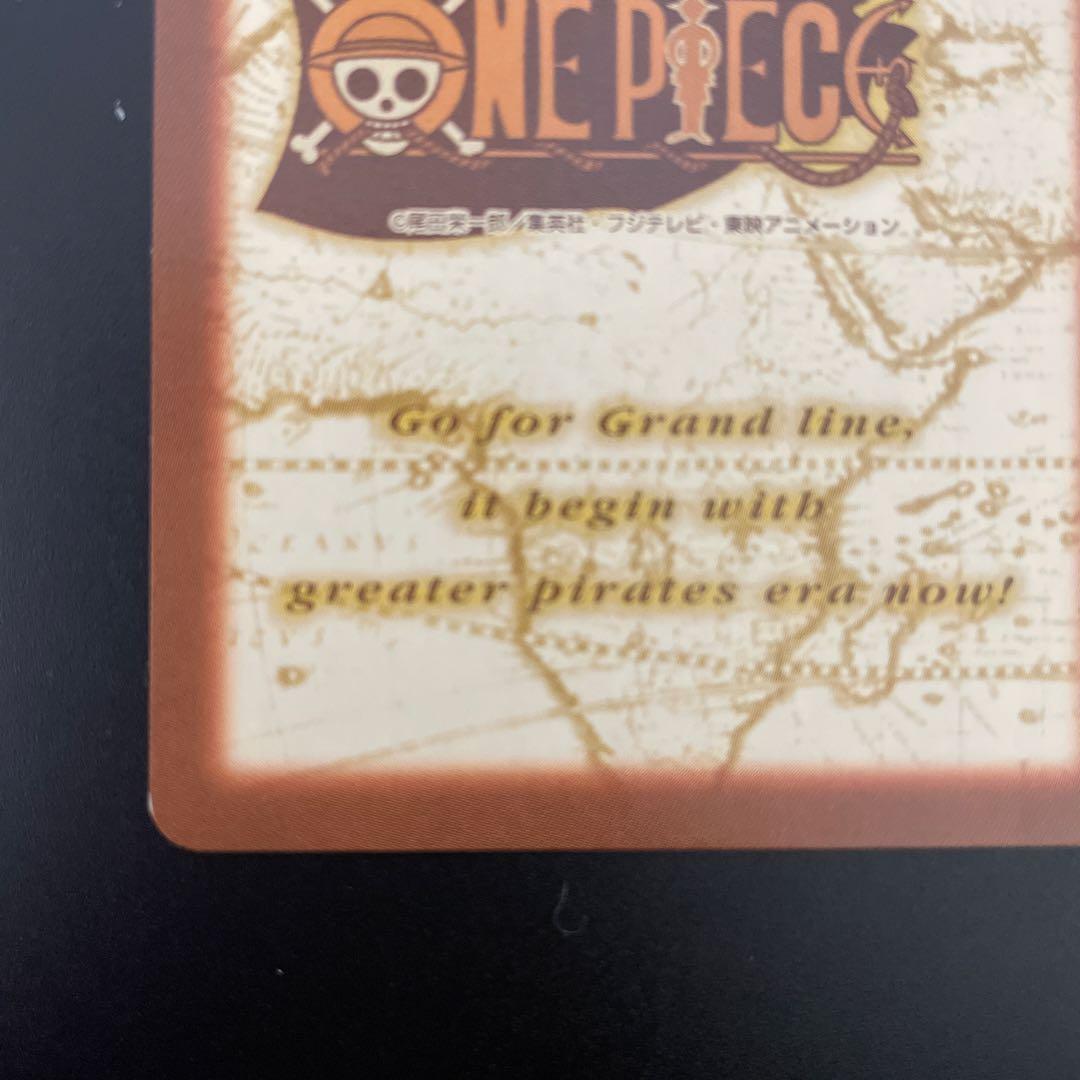 ONE PIECE
©尾田栄一郎／集英社・フジテレビ・東映アニメーション
Go for Grand line,
it begin with
greater pirates era now!